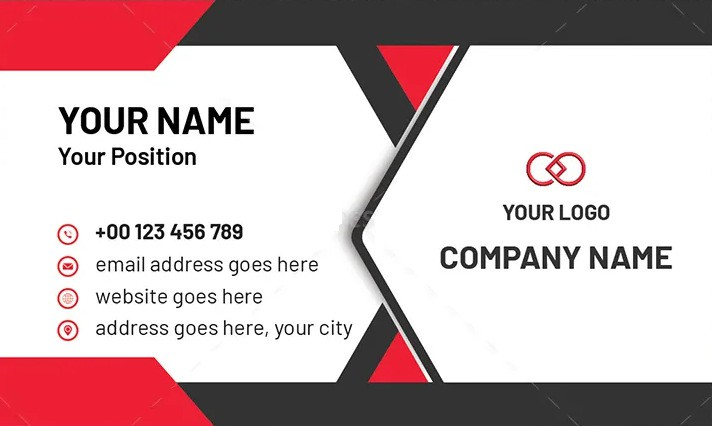 YOUR NAME
Your Position
+00 123 456 789
email address goes here
website goes here
address goes here, your city
YOUR LOGO
COMPANY NAME